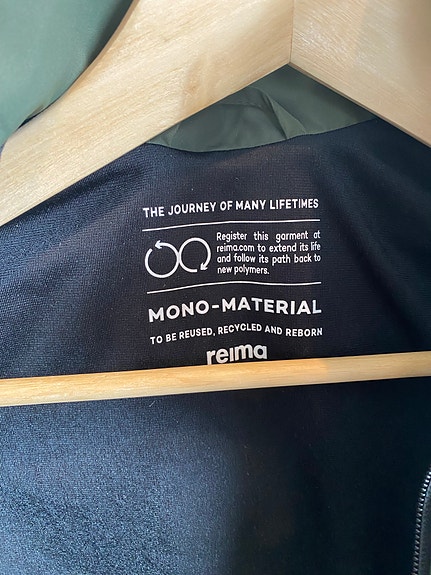 THE JOURNEY OF MANY LIFETIMES
Register this garment at
reima.com to extend its life
and follow its path back to
new polymers.
MONO-MATERIAL
TO BE REUSED, RECYCLED AND REBORN
reima